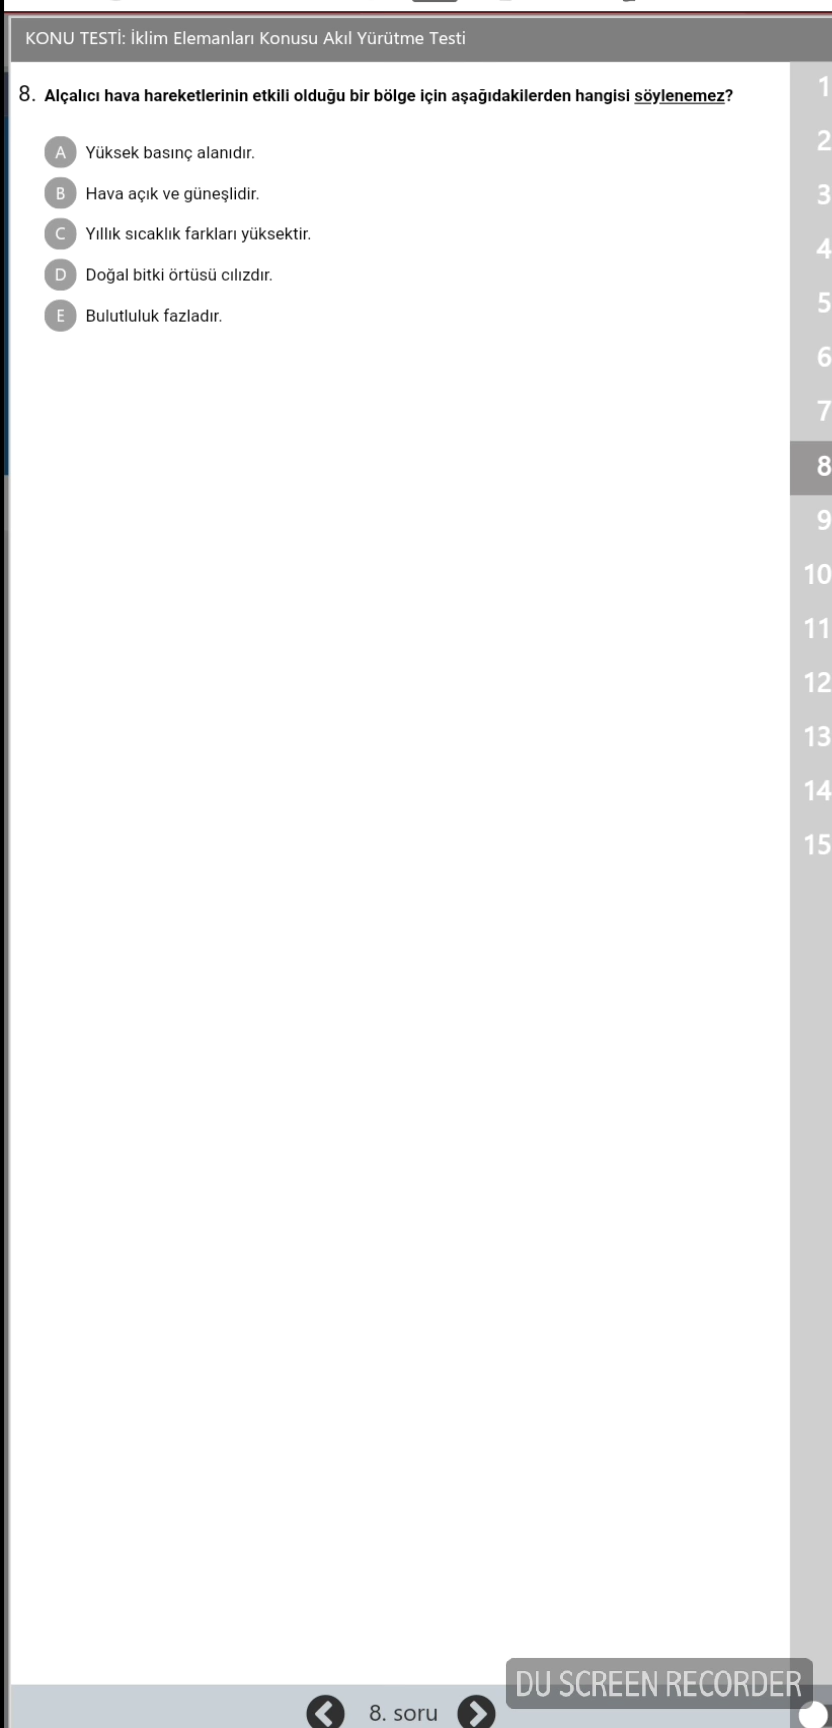 KONU TESTİ: İklim Elemanları Konusu Akıl Yürütme Testi
8. Alçalıcı hava hareketlerinin etkili olduğu bir bölge için aşağıdakilerden hangisi söylenemez?
A Yüksek basınç alanıdır.
B Hava açık ve güneşlidir.
C Yıllık sıcaklık farkları yüksektir.
D Doğal bitki örtüsü cılızdır.
E Bulutluluk fazladır.
1
2
3
4
5
6
7
8
9
10
11
12
13
14
15
DU SCREEN RECORDER
8. soru